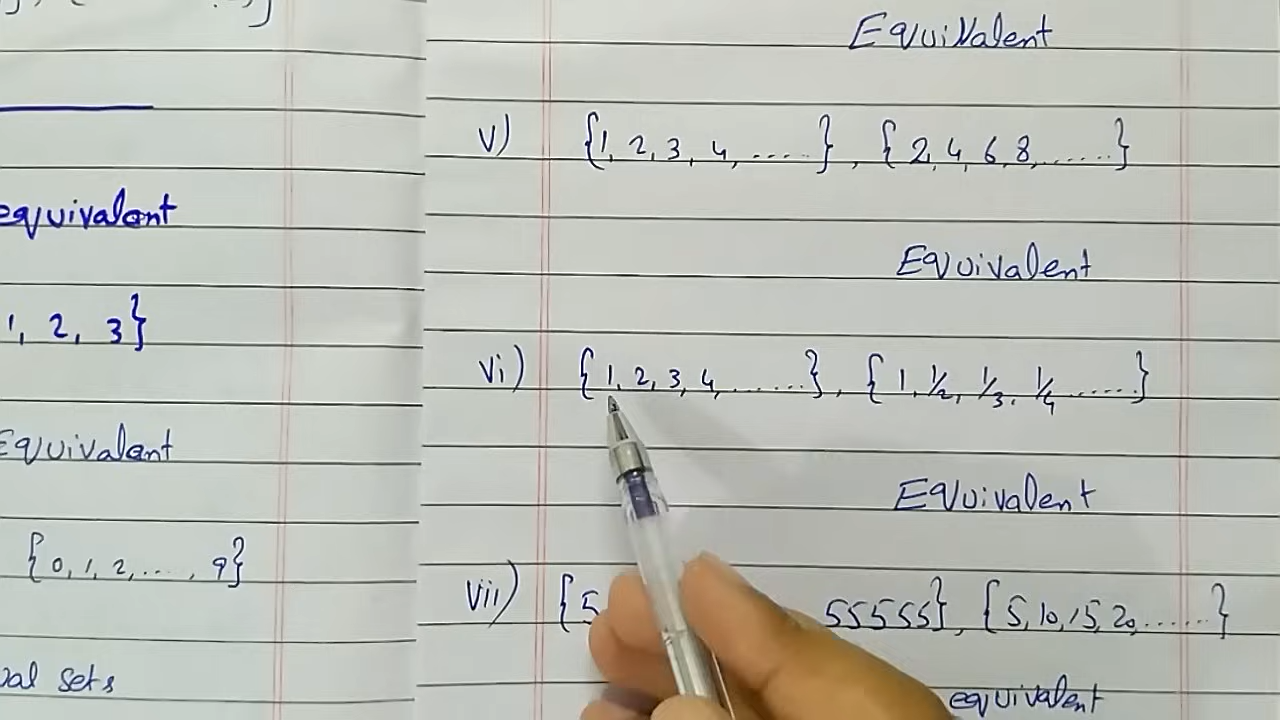 equivalent
1, 2, 3}
Equivalent
{0, 1, 2, ...., 9}
sets
Equivalent
v) {1, 2, 3, 4, .....}, {2, 4, 6, 8, ......}
Equivalent
vi) {1, 2, 3, 4, .......}, {1, 1/2, 1/3, 1/4 ......}
Equivalent
vii) {5 55555}, {5, 10, 15, 20, ......}
equivalent